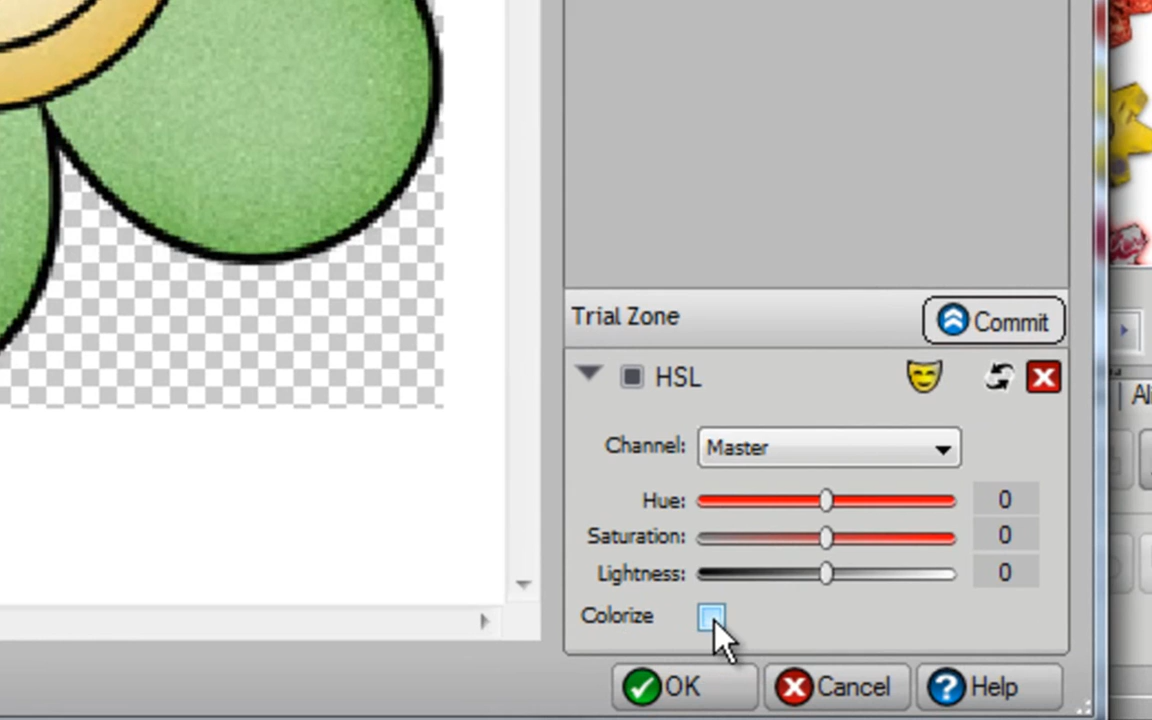 Trial Zone
Commit
HSL
Channel:
Master
Hue:
0
Saturation:
0
Lightness:
0
Colorize
OK
Cancel
Help